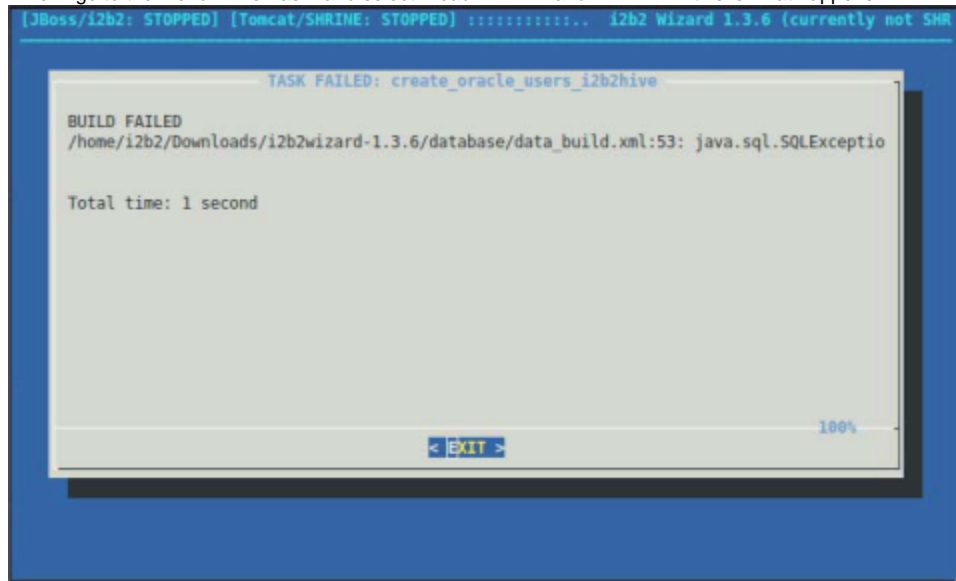 [JBoss/i2b2: STOPPED] [Tomcat/SHRINE: STOPPED] :::::::::::.. i2b2 Wizard 1.3.6 (currently not SHR
TASK FAILED: create_oracle_users_i2b2hive
BUILD FAILED
/home/i2b2/Downloads/i2b2wizard-1.3.6/database/data_build.xml:53: java.sql.SQLExceptio
Total time: 1 second
100%
< EXIT >